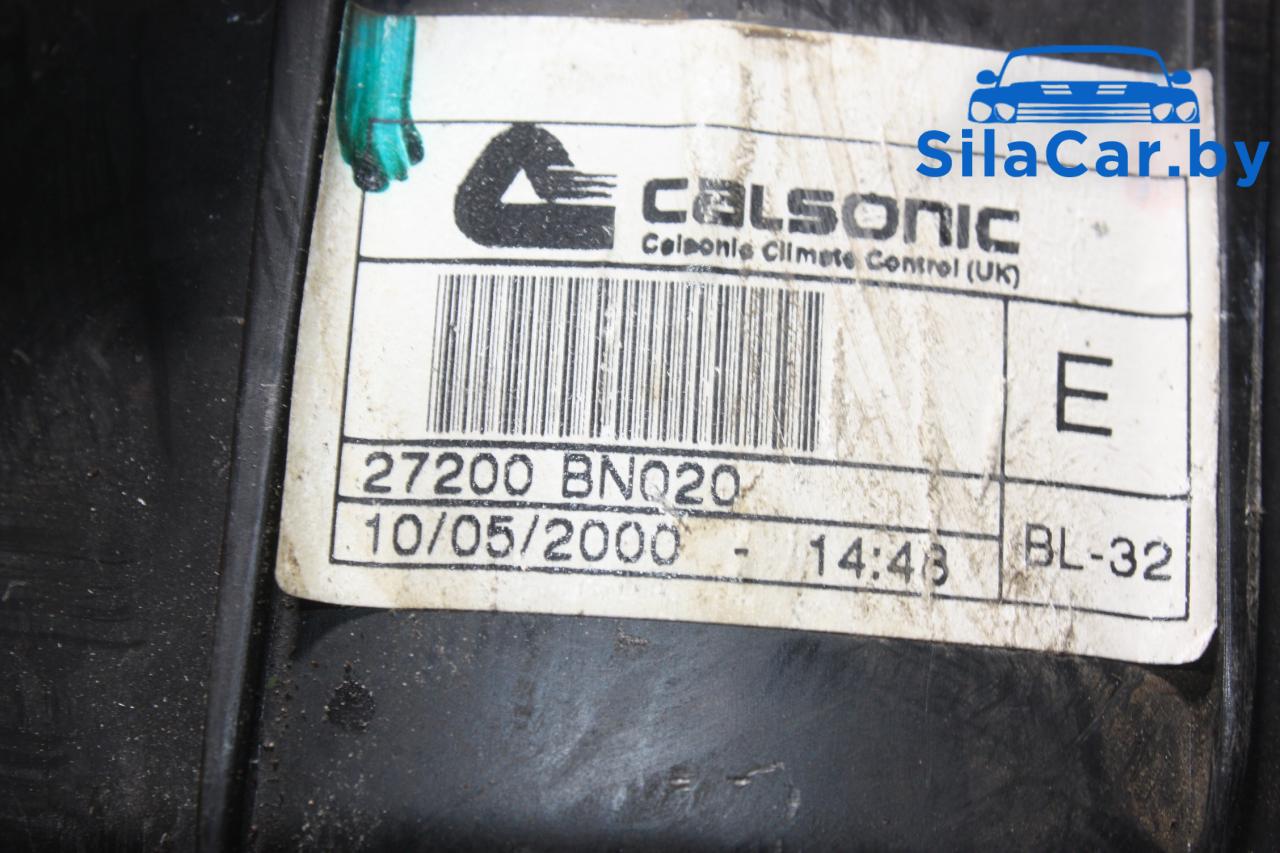 SilaCar.by
CALSONIC
Calsonic Climate Control (UK)
E
27200 BN020
10/05/2000 - 14:48
BL-32